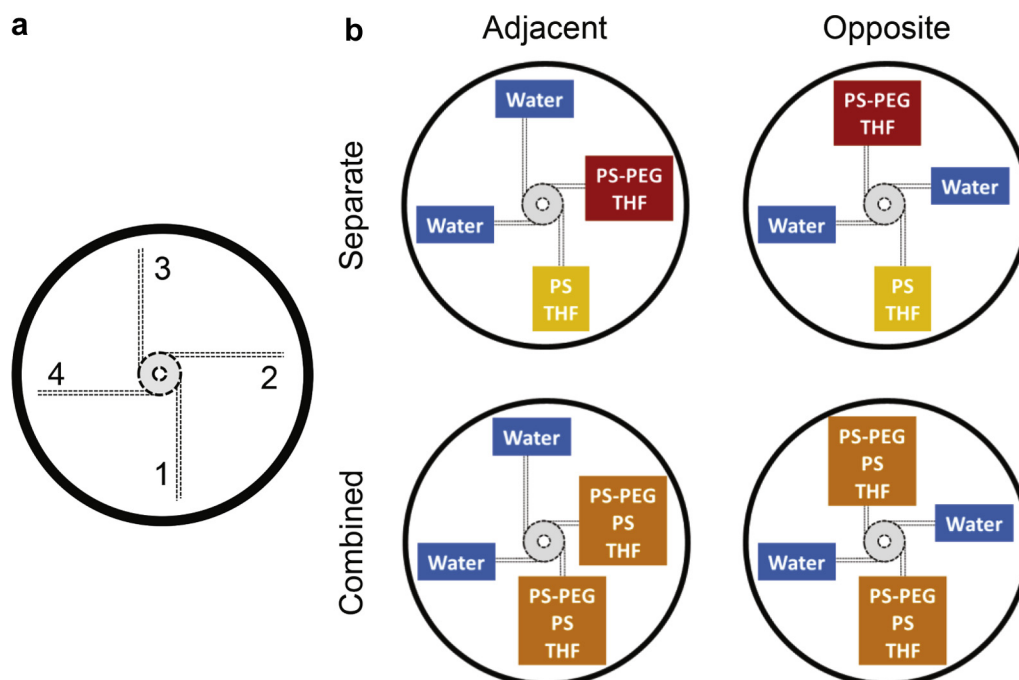 a
3
4
2
1
b
Adjacent
Opposite
Separate
Water
PS-PEG
THF
Water
PS
THF
PS-PEG
THF
Water
Water
PS
THF
Combined
Water
PS-PEG
PS
THF
Water
PS-PEG
PS
THF
PS-PEG
PS
THF
Water
Water
PS-PEG
PS
THF